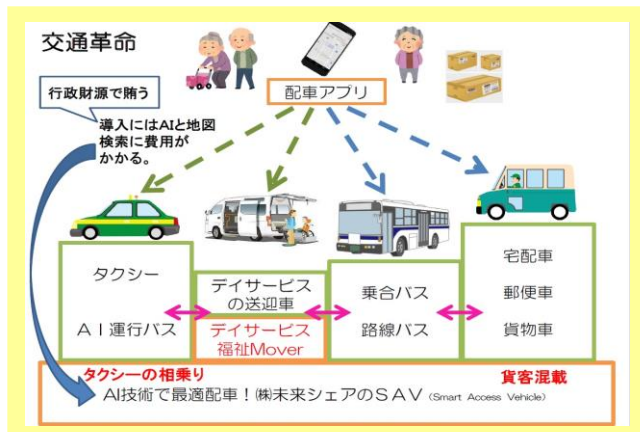 交通革命
行政財源で賄う
導入にはAIと地図
検索に費用が
かかる。
配車アプリ
タクシー
AI運行バス
デイサービス
の送迎車
デイサービス
福祉Mover
乗合バス
路線バス
宅配車
郵便車
貨物車
タクシーの相乗り
貨客混載
AI技術で最適配車！㈱未来シェアのSAV（Smart Access Vehicle）